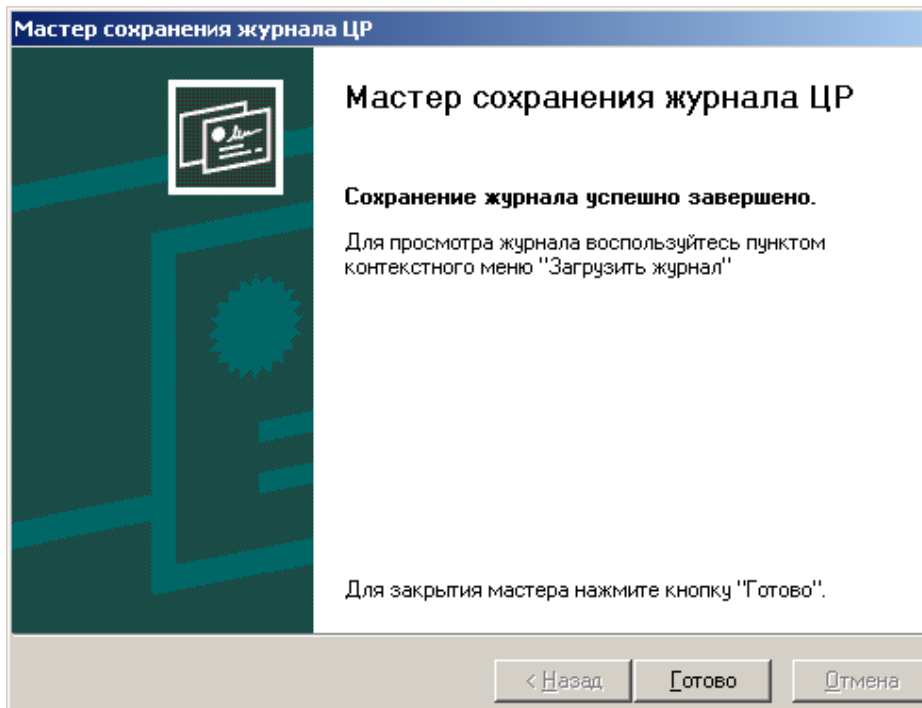 Мастер сохранения журнала ЦР
Мастер сохранения журнала ЦР
Сохранение журнала успешно завершено.
Для просмотра журнала воспользуйтесь пунктом
контекстного меню "Загрузить журнал"
Для закрытия мастера нажмите кнопку "Готово".
< Назад
Готово
Отмена